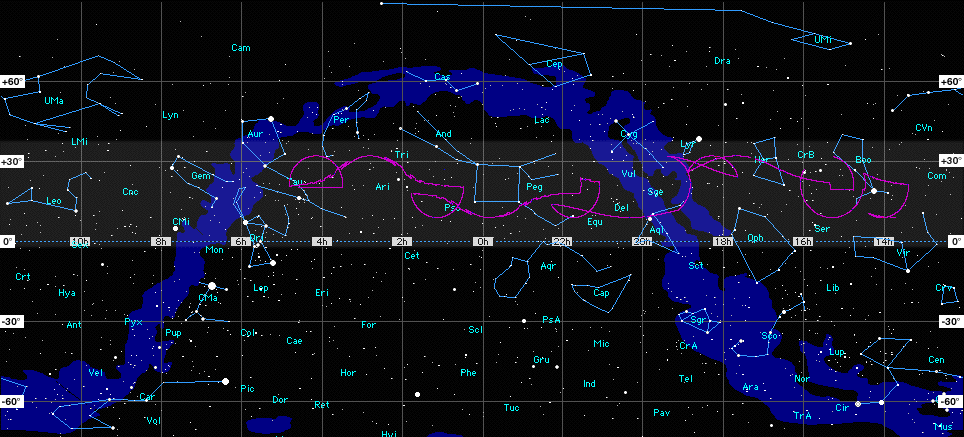 UMi
Cam
Cep
Dra
Cas
+60°
+60°
UMa
Lyn
Per
Lac
And
Aur
Cyg
CVn
LMi
Lyr
Tri
Her
CrB
Boo
+30°
+30°
Gem
Vul
Com
Tau
Ari
Peg
Cnc
Sge
Leo
Psc
Del
CMi
Equ
Ser
Aql
0°
10h
8h
6h
4h
2h
0h
22h
20h
18h
16h
14h
0°
Ori
Oph
Mon
Vir
Cet
Aqr
Sct
Crt
Hya
Lep
Eri
Cap
Lib
Crv
CMa
-30°
-30°
Ant
Pyx
For
Scl
PsA
Sgr
Pup
Col
Cae
Mic
CrA
Sco
Lup
Vel
Hor
Phe
Gru
Tel
Nor
Cen
Pic
Ind
Ara
Car
-60°
-60°
Dor
Ret
Tuc
Pav
Cir
TrA
Vol
Mus
Hyi